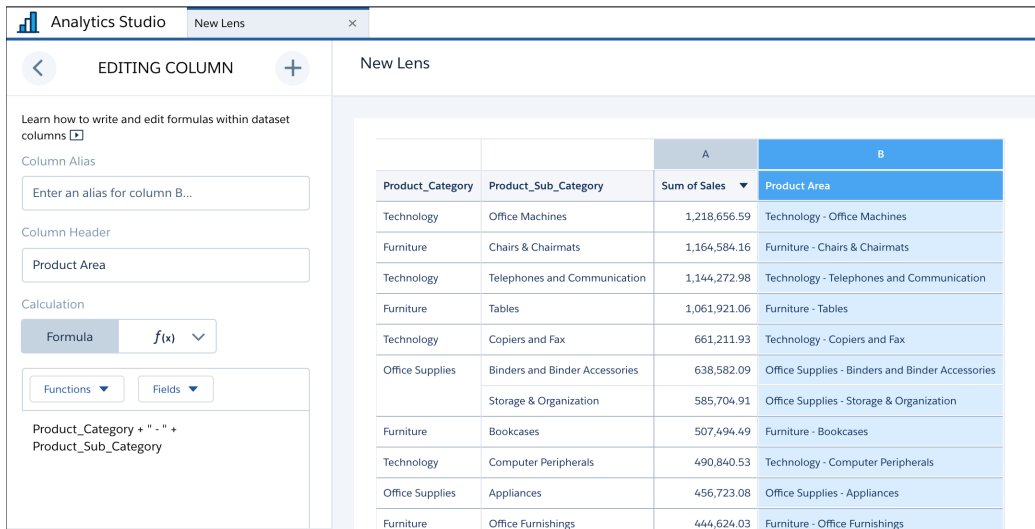 Analytics Studio
New Lens
EDITING COLUMN
New Lens
Learn how to write and edit formulas within dataset
columns
Column Alias
Enter an alias for column B...
Column Header
Product Area
Calculation
Formula f(x)
Functions Fields
Product_Category + " - " +
Product_Sub_Category
A B
Product_Category Product_Sub_Category Sum of Sales Product Area
Technology Office Machines 1,218,656.59 Technology - Office Machines
Furniture Chairs & Chairmats 1,164,584.16 Furniture - Chairs & Chairmats
Technology Telephones and Communication 1,144,272.98 Technology - Telephones and Communication
Furniture Tables 1,061,921.06 Furniture - Tables
Technology Copiers and Fax 661,211.93 Technology - Copiers and Fax
Office Supplies Binders and Binder Accessories 638,582.09 Office Supplies - Binders and Binder Accessories
Storage & Organization 585,704.91 Office Supplies - Storage & Organization
Furniture Bookcases 507,494.49 Furniture - Bookcases
Technology Computer Peripherals 490,840.53 Technology - Computer Peripherals
Office Supplies Appliances 456,723.08 Office Supplies - Appliances
Furniture Office Furnishings 444,624.03 Furniture - Office Furnishings